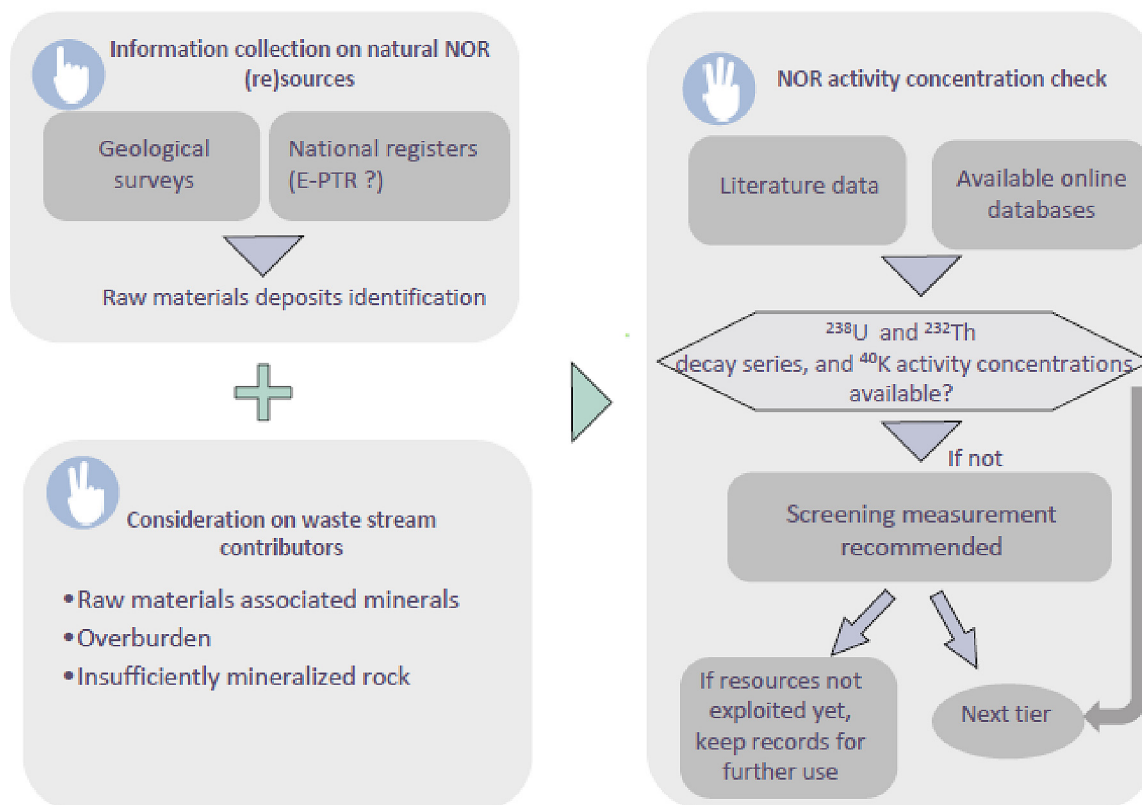 Information collection on natural NOR
(re)sources
Geological
surveys
National registers
(E-PTR ?)
Raw materials deposits identification
Consideration on waste stream
contributors
•Raw materials associated minerals
•Overburden
•Insufficiently mineralized rock
NOR activity concentration check
Literature data
Available online
databases
²³⁸U and ²³²Th
decay series, and ⁴⁰K activity concentrations
available?
If not
Screening measurement
recommended
If resources not
exploited yet,
keep records for
further use
Next tier